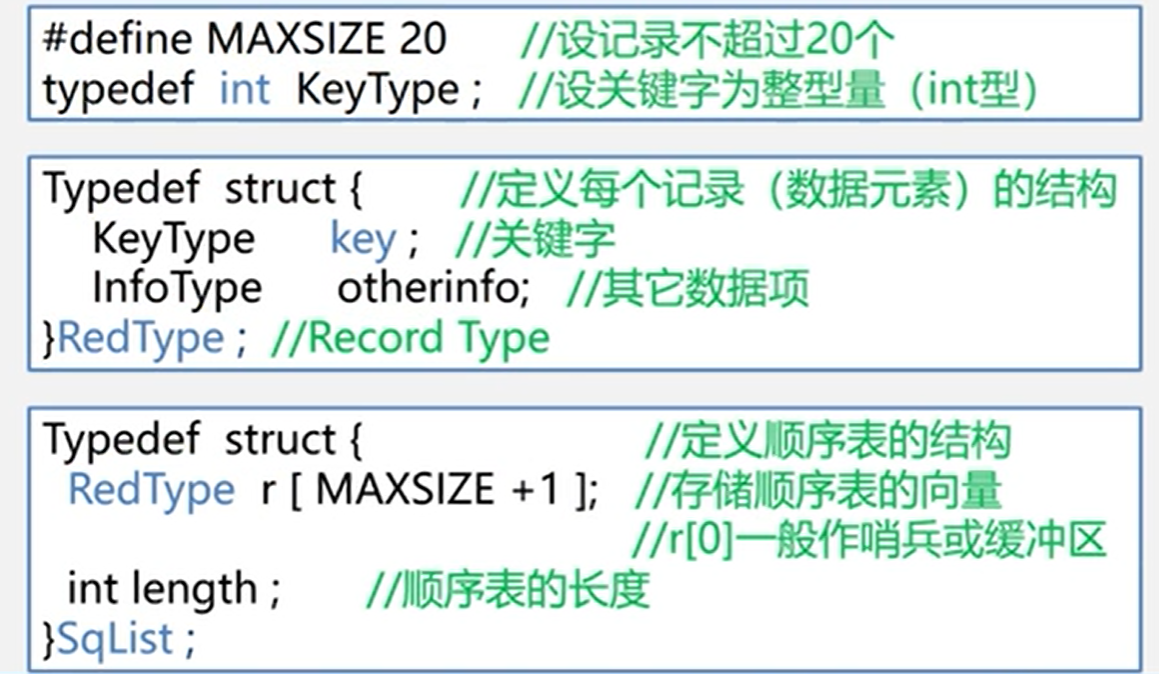 #define MAXSIZE 20 //设记录不超过20个
typedef int KeyType ; //设关键字为整型量（int型）
Typedef struct { //定义每个记录（数据元素）的结构
KeyType key ; //关键字
InfoType otherinfo; //其它数据项
}RedType ; //Record Type
Typedef struct { //定义顺序表的结构
RedType r [ MAXSIZE +1 ]; //存储顺序表的向量
//r[0]一般作哨兵或缓冲区
int length ; //顺序表的长度
}SqList ;